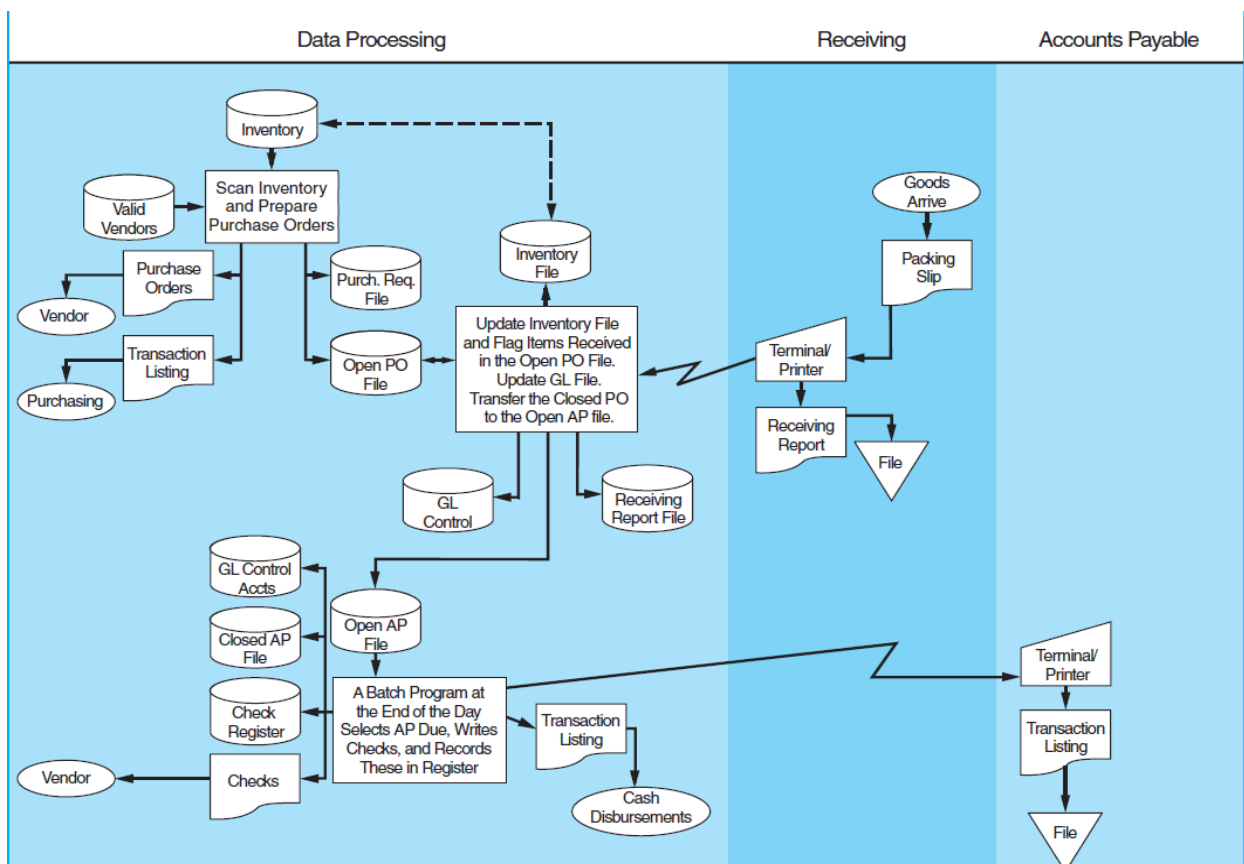 Data Processing
Receiving
Accounts Payable
Inventory
Scan Inventory
and Prepare
Purchase Orders
Valid
Vendors
Purchase
Orders
Vendor
Transaction
Listing
Purchasing
Purch. Req.
File
Open PO
File
Inventory
File
Update Inventory File
and Flag Items Received
in the Open PO File.
Update GL File.
Transfer the Closed PO
to the Open AP file.
GL
Control
Receiving
Report File
Goods
Arrive
Packing
Slip
Terminal/
Printer
Receiving
Report
File
GL Control
Accts
Closed AP
File
Check
Register
Checks
Vendor
Open AP
File
A Batch Program at
the End of the Day
Selects AP Due, Writes
Checks, and Records
These in Register
Transaction
Listing
Cash
Disbursements
Terminal/
Printer
Transaction
Listing
File